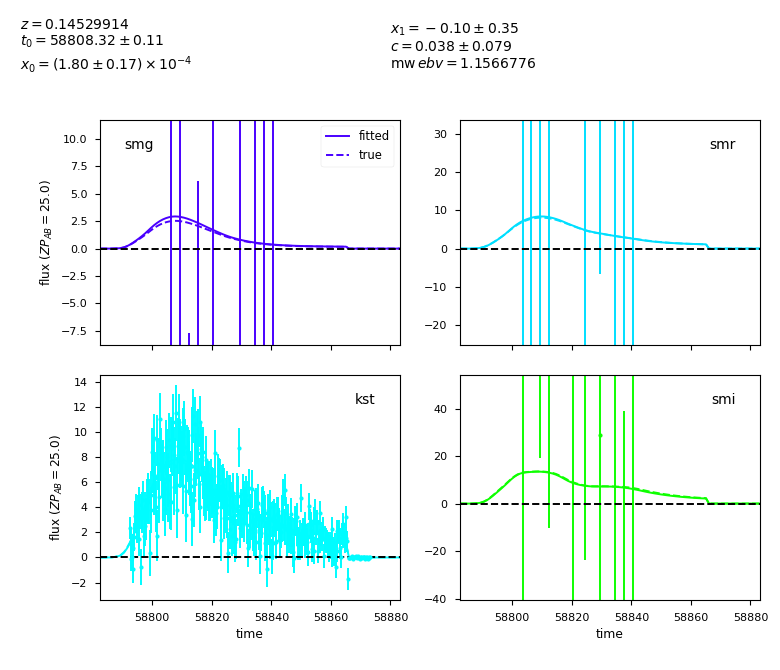 z = 0.14529914
t₀ = 58808.32 ± 0.11
x₀ = (1.80 ± 0.17) × 10⁻⁴
x₁ = −0.10 ± 0.35
c = 0.038 ± 0.079
mw ebv = 1.1566776
smg
fitted
true
10.0
7.5
5.0
2.5
0.0
−2.5
−5.0
−7.5
flux (ZP_AB = 25.0)
smr
30
20
10
0
−10
−20
kst
14
12
10
8
6
4
2
0
−2
flux (ZP_AB = 25.0)
58800 58820 58840 58860 58880
time
smi
40
20
0
−20
−40
58800 58820 58840 58860 58880
time